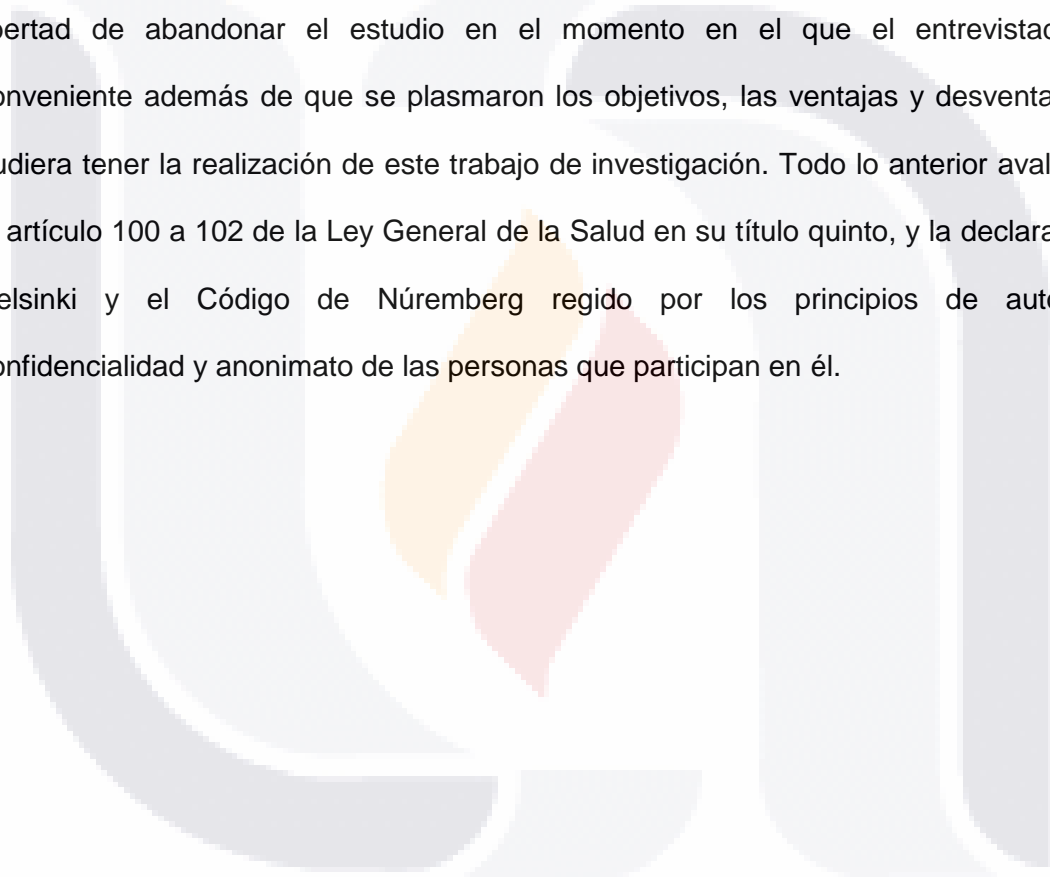 bertad de abandonar el estudio en el momento en el que el entrevistac
onveniente además de que se plasmaron los objetivos, las ventajas y desventa
udiera tener la realización de este trabajo de investigación. Todo lo anterior aval
artículo 100 a 102 de la Ley General de la Salud en su título quinto, y la declara
elsinki y el Código de Núremberg regido por los principios de auto
onfidencialidad y anonimato de las personas que participan en él.